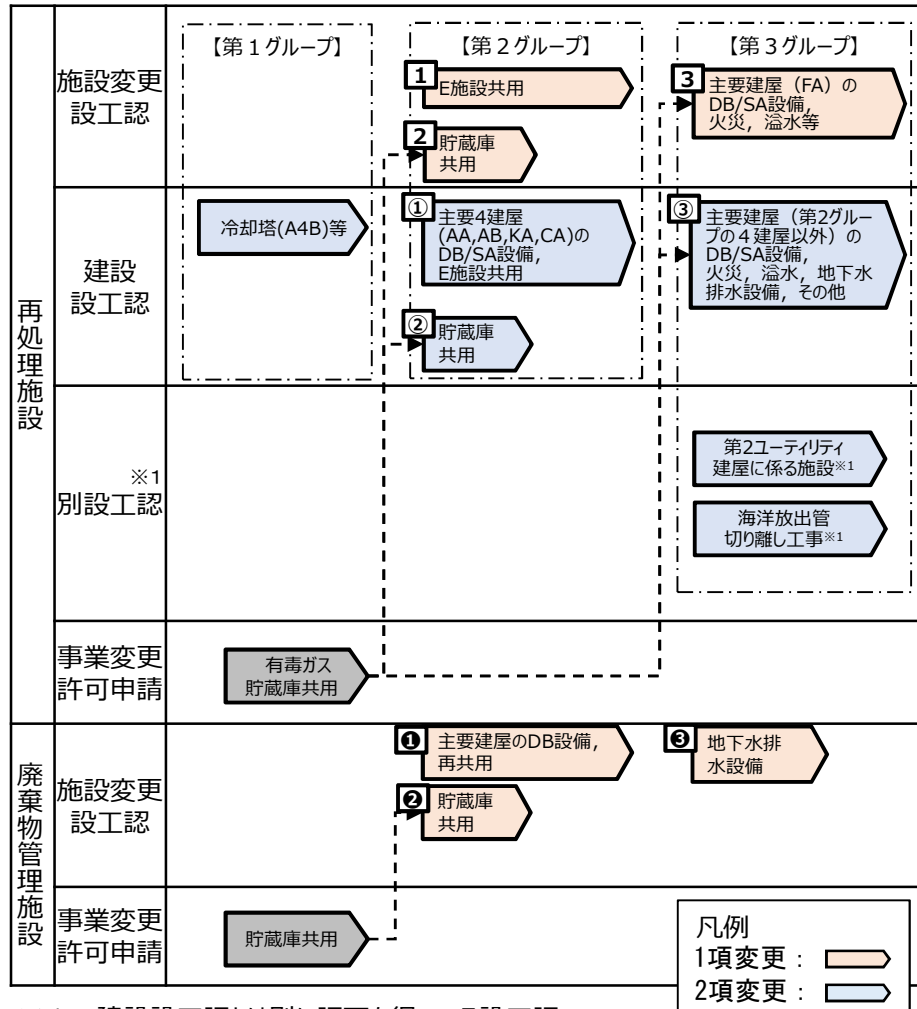 再処理施設
施設変更
設工認
【第1グループ】
【第2グループ】
【第3グループ】
1
E施設共用
2
貯蔵庫
共用
3
主要建屋（FA）の
DB/SA設備，
火災，溢水等
建設
設工認
冷却塔(A4B)等
①
主要4建屋
(AA,AB,KA,CA)の
DB/SA設備，
E施設共用
②
貯蔵庫
共用
③
主要建屋（第2グルー
プの４建屋以外）の
DB/SA設備，
火災，溢水，地下水
排水設備，その他
※1
別設工認
第2ユーティリティ
建屋に係る施設※1
海洋放出管
切り離し工事※1
事業変更
許可申請
有毒ガス
貯蔵庫共用
廃棄物管理施設
施設変更
設工認
❶
主要建屋のDB設備，
再共用
❷
貯蔵庫
共用
❸
地下水排
水設備
事業変更
許可申請
貯蔵庫共用
凡例
1項変更：
2項変更：